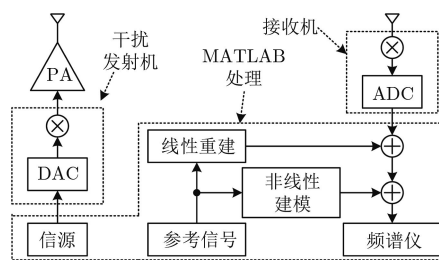 干扰
发射机
接收机
PA
MATLAB
处理
ADC
DAC
线性重建
非线性
建模
信源
参考信号
频谱仪